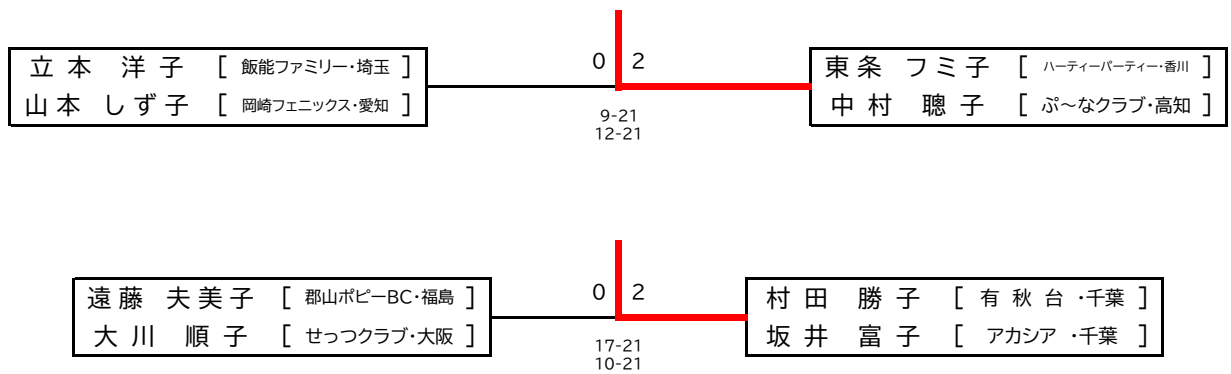 立本 洋子 [ 飯能ファミリー・埼玉 ]
山本 しず子 [ 岡崎フェニックス・愛知 ]
0 2
9-21
12-21
東条 フミ子 [ ハーティーパーティー・香川 ]
中村 聰子 [ ぷ～なクラブ・高知 ]
遠藤 夫美子 [ 郡山ポピーBC・福島 ]
大川 順子 [ せっつクラブ・大阪 ]
0 2
17-21
10-21
村田 勝子 [ 有秋台・千葉 ]
坂井 富子 [ アカシア・千葉 ]